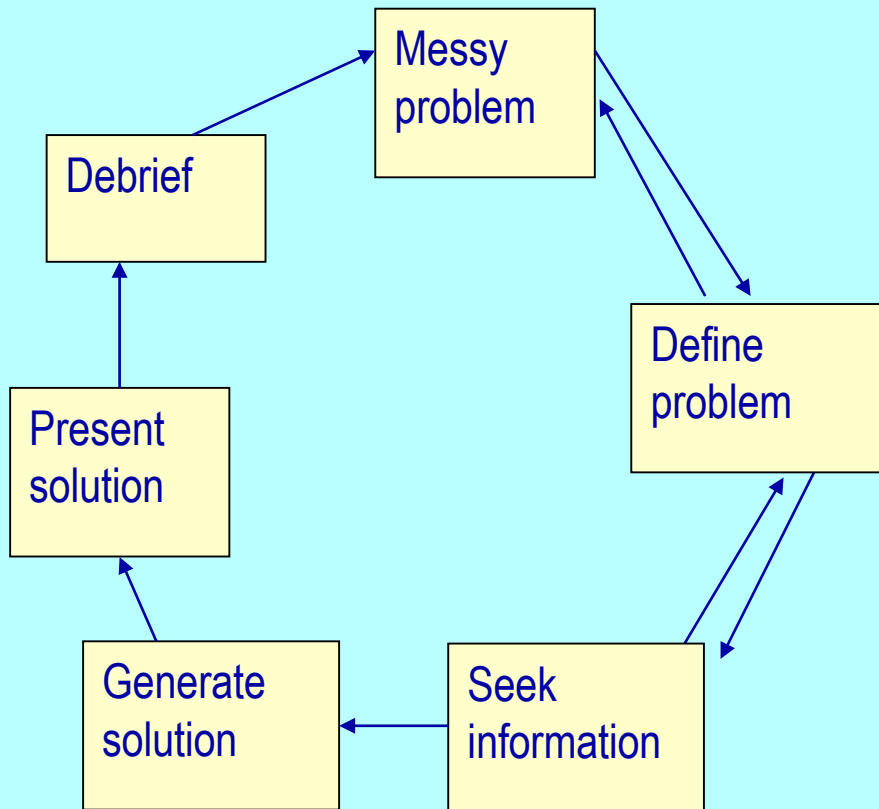 Messy
problem
Define
problem
Seek
information
Generate
solution
Present
solution
Debrief